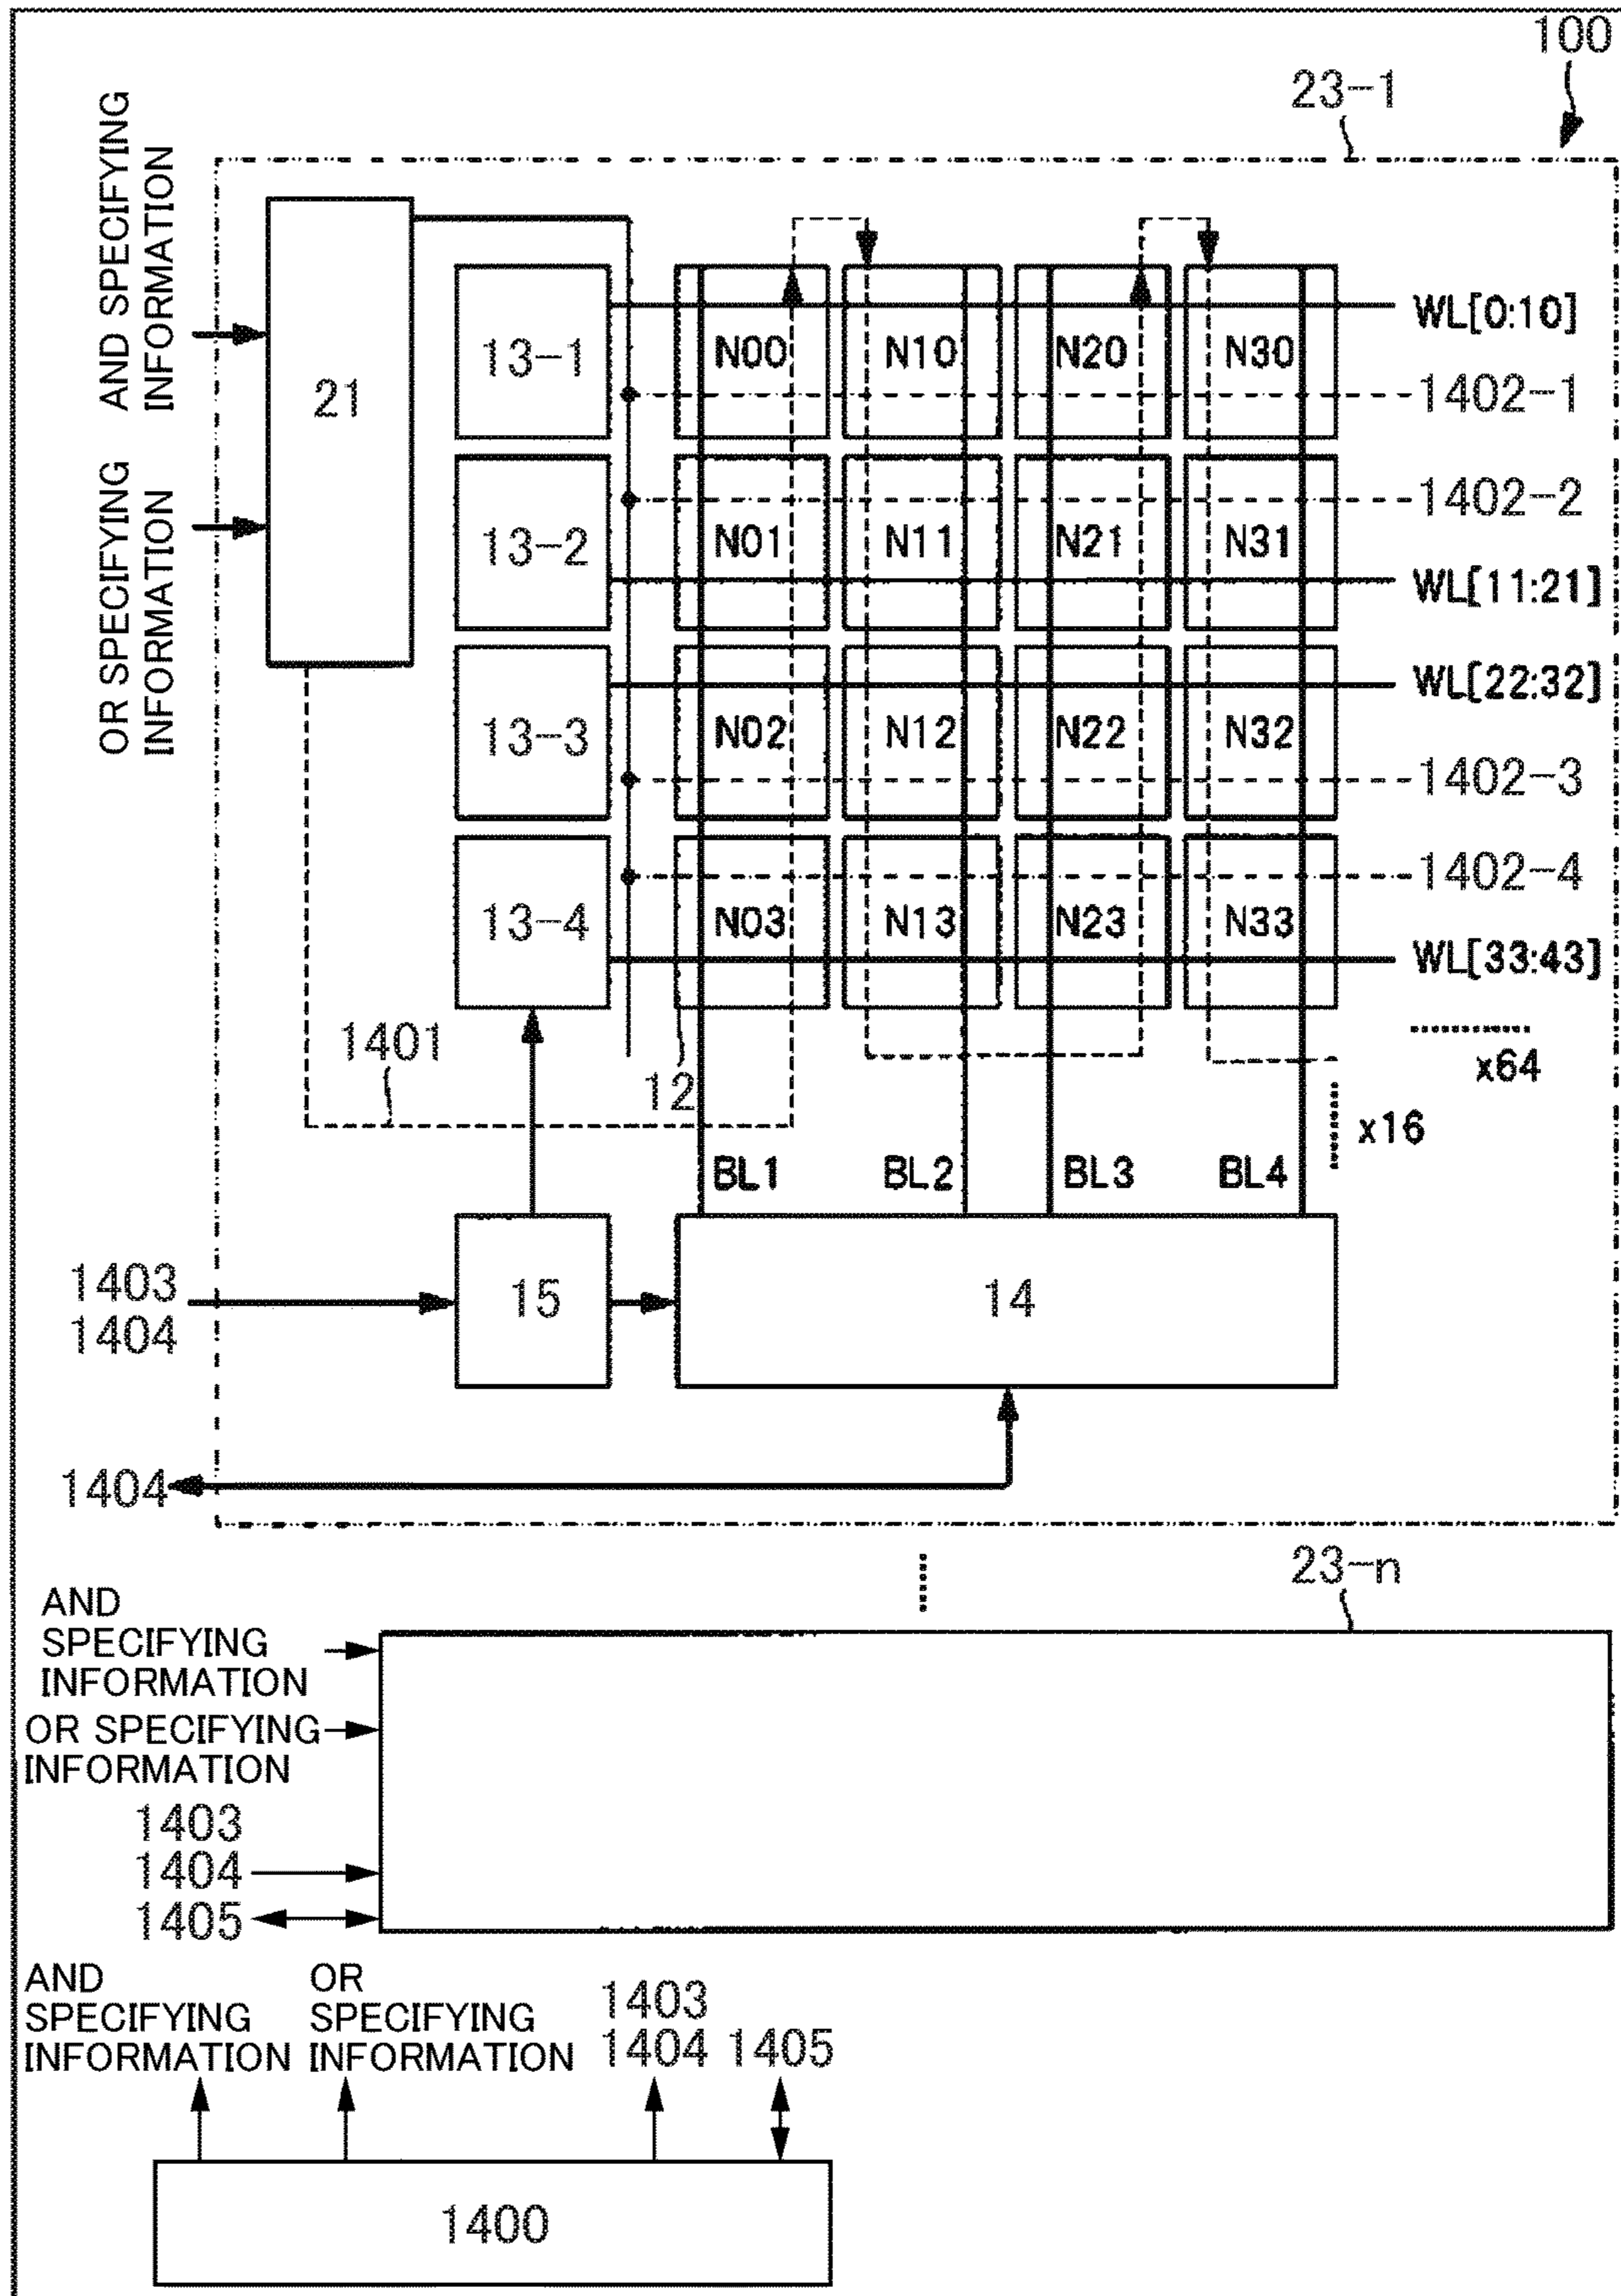 100
23-1
AND SPECIFYING
INFORMATION
OR SPECIFYING
INFORMATION
21
13-1
N00
N10
N20
N30
WL[0:10]
1402-1
1402-2
13-2
N01
N11
N21
N31
WL[11:21]
WL[22:32]
13-3
N02
N12
N22
N32
1402-3
1402-4
13-4
N03
N13
N23
N33
WL[33:43]
1401
12
x64
x16
BL1
BL2
BL3
BL4
1403
1404
15
14
1404
23-n
AND
SPECIFYING
INFORMATION
OR SPECIFYING
INFORMATION
1403
1404
1405
AND
SPECIFYING
INFORMATION
OR
SPECIFYING
INFORMATION
1403
1404
1405
1400